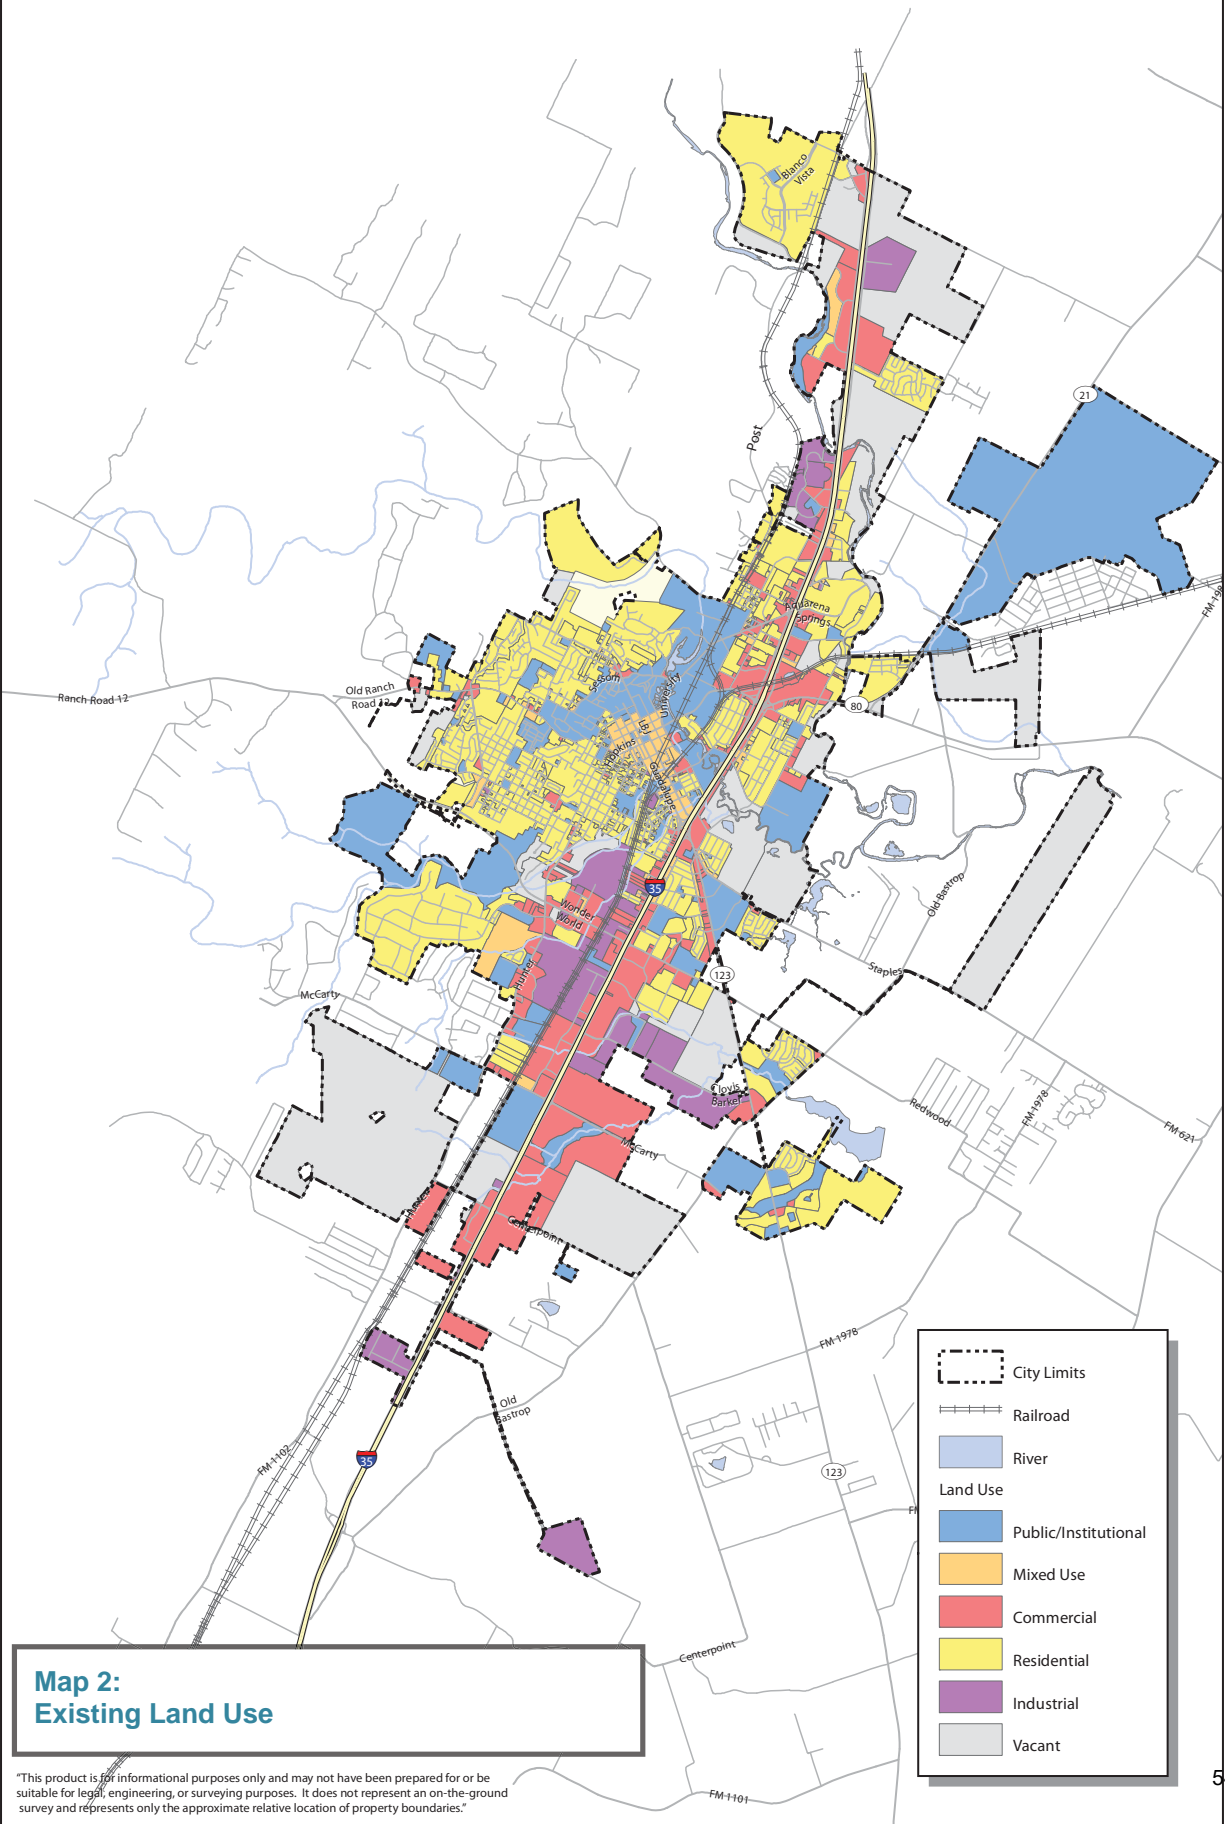 Blanco
Vista
21
Post
FM 198
Aquarena
Springs
Ranch Road 12
Old Ranch
Road 12
Sessom
University
LBJ
80
Hopkins
Guadalupe
35
Old Bastrop
Wonder
World
Hunter
123
Staples
McCarty
Clovis
Barker
Redwood
FM 1978
FM 621
McCarty
Hunter
Centerpoint
FM 1978
Old
Bastrop
FM 1102
35
123
FM
Centerpoint
FM 1101
City Limits
Railroad
River
Land Use
Public/Institutional
Mixed Use
Commercial
Residential
Industrial
Vacant
Map 2:
Existing Land Use
"This product is for informational purposes only and may not have been prepared for or be
suitable for legal, engineering, or surveying purposes. It does not represent an on-the-ground
survey and represents only the approximate relative location of property boundaries."
5